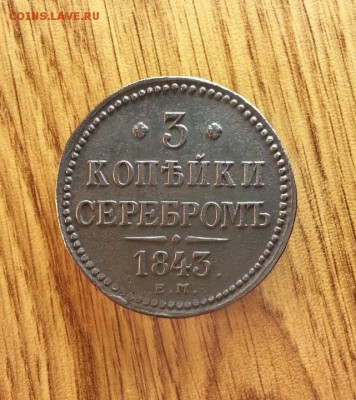 COINS.LAVE.RU
3
КОПѢЙКИ
СЕРЕБРОМЪ
1843.
Е.М.